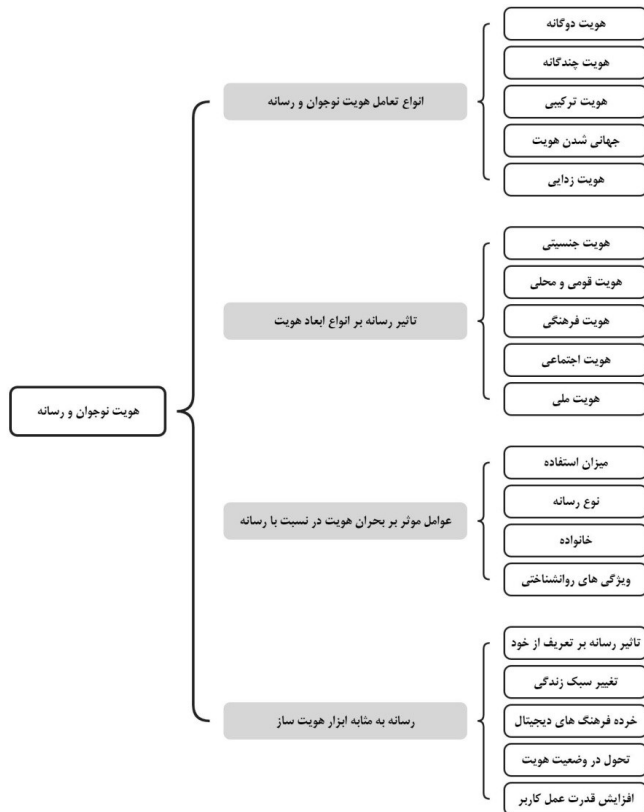 هویت نوجوان و رسانه
انواع تعامل هویت نوجوان و رسانه
هویت دوگانه
هویت چندگانه
هویت ترکیبی
جهانی شدن هویت
هویت زدایی
تاثیر رسانه بر انواع ابعاد هویت
هویت جنسیتی
هویت قومی و محلی
هویت فرهنگی
هویت اجتماعی
هویت ملی
عوامل موثر بر بحران هویت در نسبت با رسانه
میزان استفاده
نوع رسانه
خانواده
ویژگی های روانشناختی
رسانه به مثابه ابزار هویت ساز
تاثیر رسانه بر تعریف از خود
تغییر سبک زندگی
خرده فرهنگ های دیجیتال
تحول در وضعیت هویت
افزایش قدرت عمل کاربر